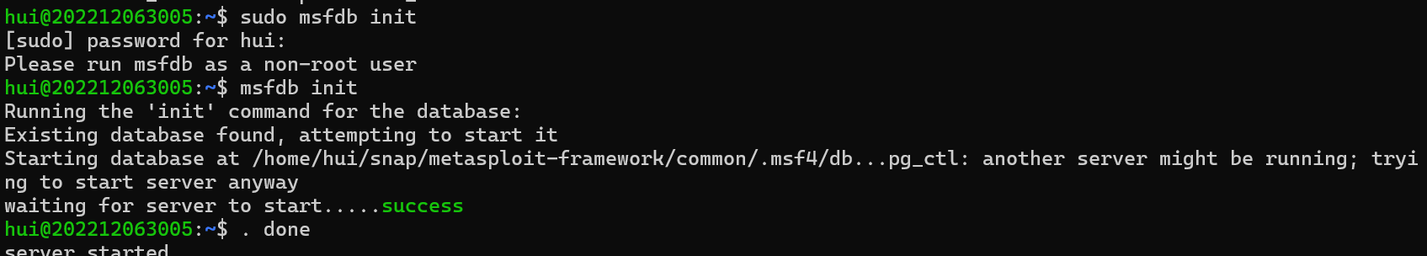 hui@202212063005:~$ sudo msfdb init
[sudo] password for hui:
Please run msfdb as a non-root user
hui@202212063005:~$ msfdb init
Running the 'init' command for the database:
Existing database found, attempting to start it
Starting database at /home/hui/snap/metasploit-framework/common/.msf4/db...pg_ctl: another server might be running; tryi
ng to start server anyway
waiting for server to start.....success
hui@202212063005:~$ . done
server started